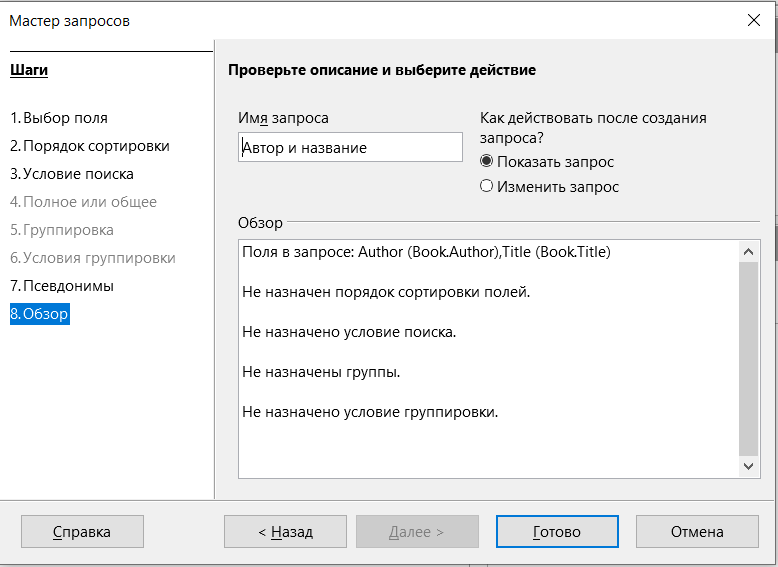 Мастер запросов
Шаги
1. Выбор поля
2. Порядок сортировки
3. Условие поиска
4. Полное или общее
5. Группировка
6. Условия группировки
7. Псевдонимы
8. Обзор
Проверьте описание и выберите действие
Имя запроса
Автор и название
Как действовать после создания
запроса?
Показать запрос
Изменить запрос
Обзор
Поля в запросе: Author (Book.Author),Title (Book.Title)
Не назначен порядок сортировки полей.
Не назначено условие поиска.
Не назначены группы.
Не назначено условие группировки.
Справка
< Назад
Далее >
Готово
Отмена